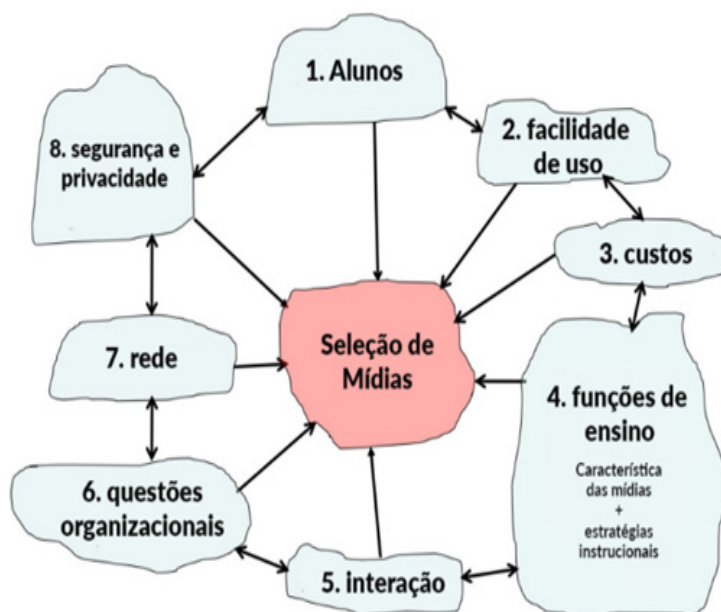 1. Alunos
2. facilidade
de uso
3. custos
4. funções de
ensino
Característica
das mídias
+
estratégias
instrucionais
5. interação
6. questões
organizacionais
7. rede
8. segurança e
privacidade
Seleção de
Mídias